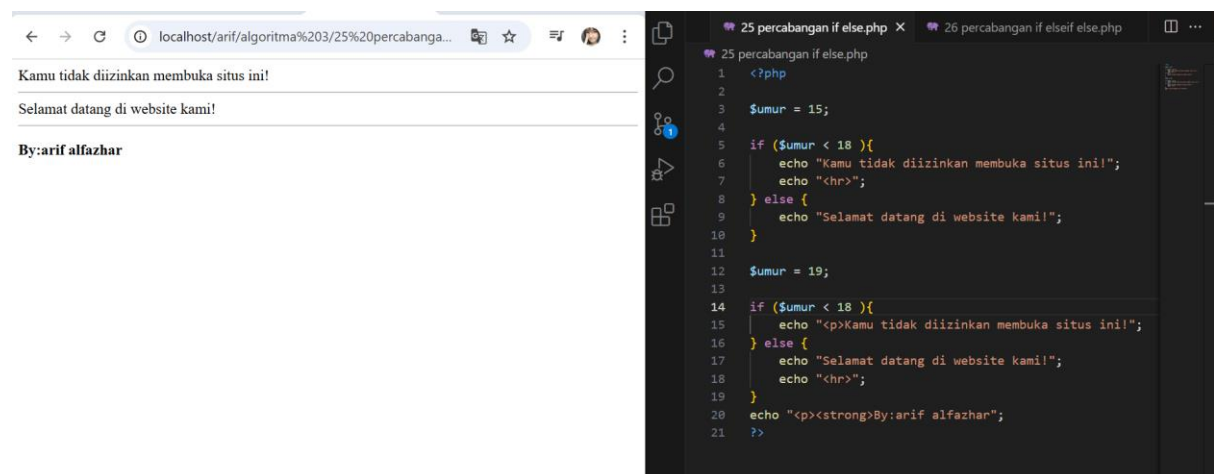 localhost/arif/algoritma%203/25%20percabanga...
Kamu tidak diizinkan membuka situs ini!
Selamat datang di website kami!
By:arif alfazhar
25 percabangan if else.php
26 percabangan if elseif else.php
25 percabangan if else.php
1 <?php
2
3 $umur = 15;
4
5 if ($umur < 18 ){
6 echo "Kamu tidak diizinkan membuka situs ini!";
7 echo "<hr>";
8 } else {
9 echo "Selamat datang di website kami!";
10 }
11
12 $umur = 19;
13
14 if ($umur < 18 ){
15 echo "<p>Kamu tidak diizinkan membuka situs ini!";
16 } else {
17 echo "Selamat datang di website kami!";
18 echo "<hr>";
19 }
20 echo "<p><strong>By:arif alfazhar";
21 ?>
1